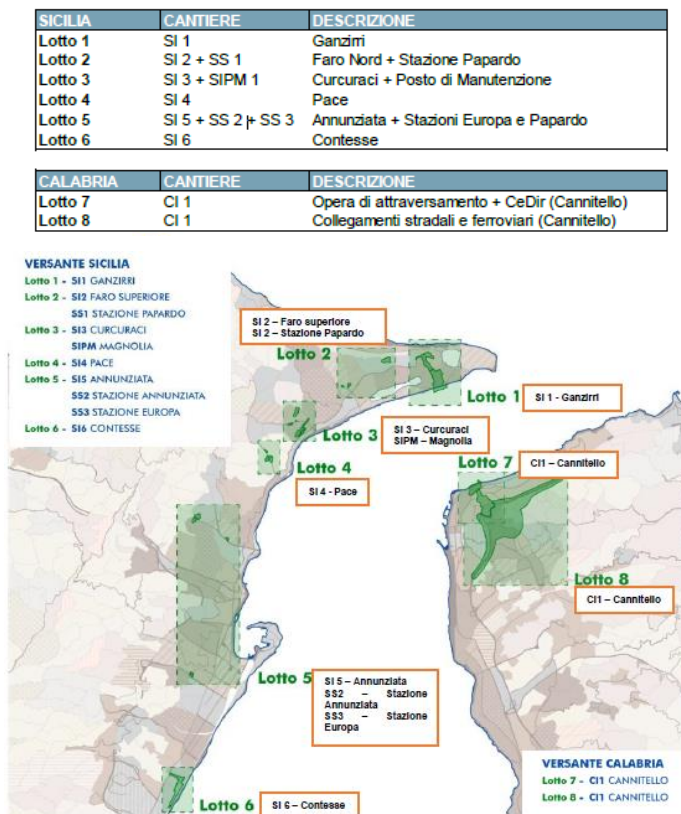 SICILIA CANTIERE DESCRIZIONE
Lotto 1 SI 1 Ganzirri
Lotto 2 SI 2 + SS 1 Faro Nord + Stazione Papardo
Lotto 3 SI 3 + SIPM 1 Curcuraci + Posto di Manutenzione
Lotto 4 SI 4 Pace
Lotto 5 SI 5 + SS 2 + SS 3 Annunziata + Stazioni Europa e Papardo
Lotto 6 SI 6 Contesse
CALABRIA CANTIERE DESCRIZIONE
Lotto 7 CI 1 Opera di attraversamento + CeDir (Cannitello)
Lotto 8 CI 1 Collegamenti stradali e ferroviari (Cannitello)
VERSANTE SICILIA
Lotto 1 - SI1 GANZIRRI
Lotto 2 - SI2 FARO SUPERIORE
SS1 STAZIONE PAPARDO
Lotto 3 - SI3 CURCURACI
SIPM MAGNOLIA
Lotto 4 - SI4 PACE
Lotto 5 - SI5 ANNUNZIATA
SS2 STAZIONE ANNUNZIATA
SS3 STAZIONE EUROPA
Lotto 6 - SI6 CONTESSE
SI 2 – Faro superiore
SI 2 – Stazione Papardo
Lotto 2
Lotto 1
SI 1 - Ganzirri
Lotto 3
SI 3 – Curcuraci
SIPM – Magnolia
Lotto 4
SI 4 - Pace
Lotto 7
CI1 – Cannitello
Lotto 8
CI1 – Cannitello
Lotto 5
SI 5 – Annunziata
SS2 – Stazione
Annunziata
SS3 – Stazione
Europa
Lotto 6
SI 6 – Contesse
VERSANTE CALABRIA
Lotto 7 - CI1 CANNITELLO
Lotto 8 - CI1 CANNITELLO